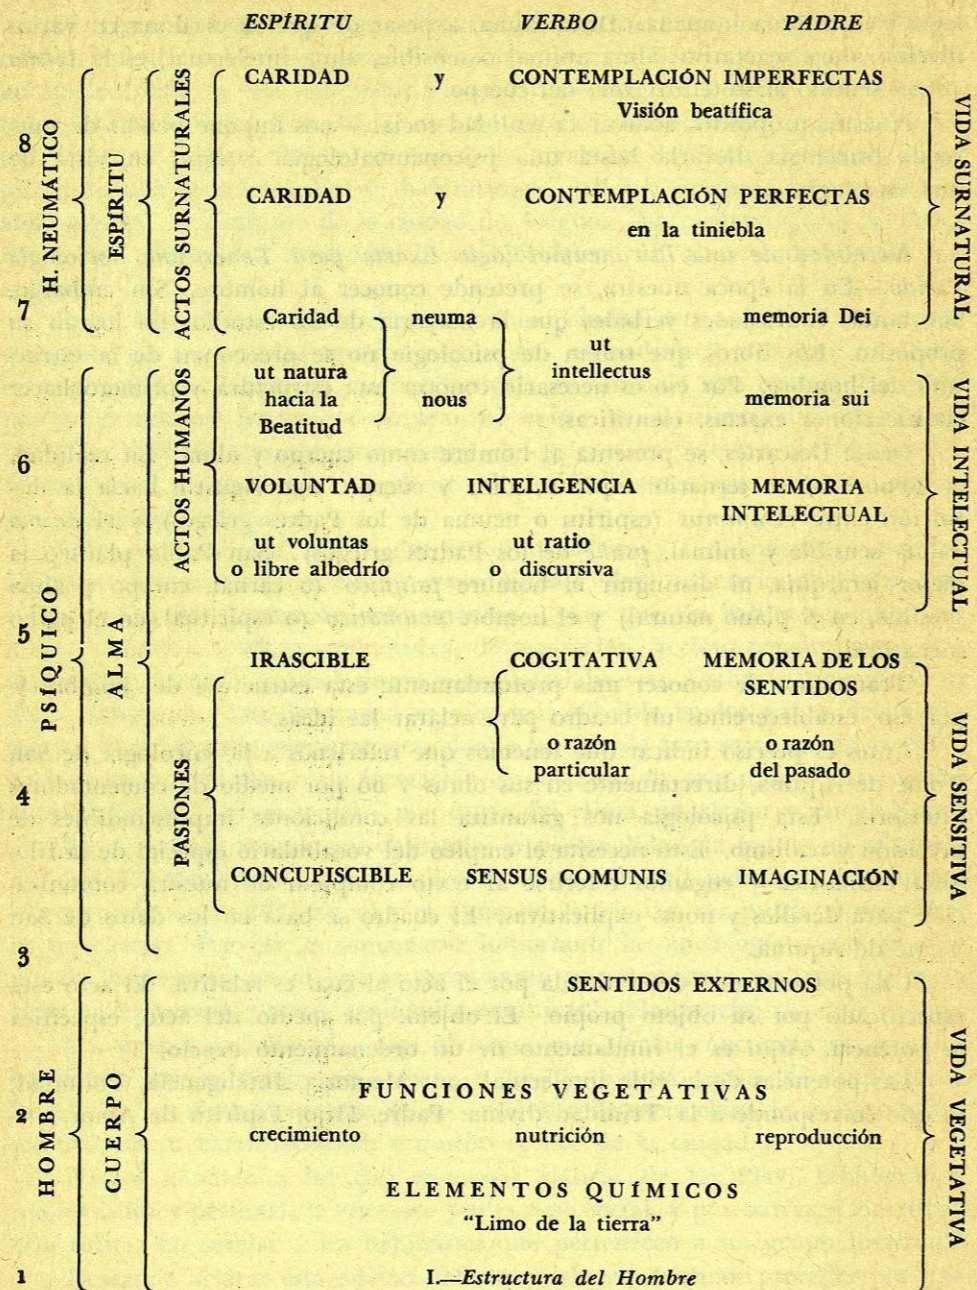 ESPÍRITU VERBO PADRE
CARIDAD y CONTEMPLACIÓN IMPERFECTAS
Visión beatífica
8
CARIDAD y CONTEMPLACIÓN PERFECTAS
en la tiniebla
H. NEUMÁTICO
ESPÍRITU
ACTOS SURNATURALES
VIDA SURNATURAL
7
Caridad neuma memoria Dei
ut
ut natura intellectus
hacia la nous memoria sui
Beatitud
6
VOLUNTAD INTELIGENCIA MEMORIA
INTELECTUAL
ut voluntas ut ratio
o libre albedrío o discursiva
ACTOS HUMANOS
VIDA INTELECTUAL
5
PSÍQUICO
ALMA
IRASCIBLE COGITATIVA MEMORIA DE LOS
SENTIDOS
o razón o razón
particular del pasado
4
PASIONES
VIDA SENSITIVA
CONCUPISCIBLE SENSUS COMUNIS IMAGINACIÓN
3
SENTIDOS EXTERNOS
HOMBRE
CUERPO
VIDA VEGETATIVA
2
FUNCIONES VEGETATIVAS
crecimiento nutrición reproducción
ELEMENTOS QUÍMICOS
“Limo de la tierra”
1
I.—Estructura del Hombre